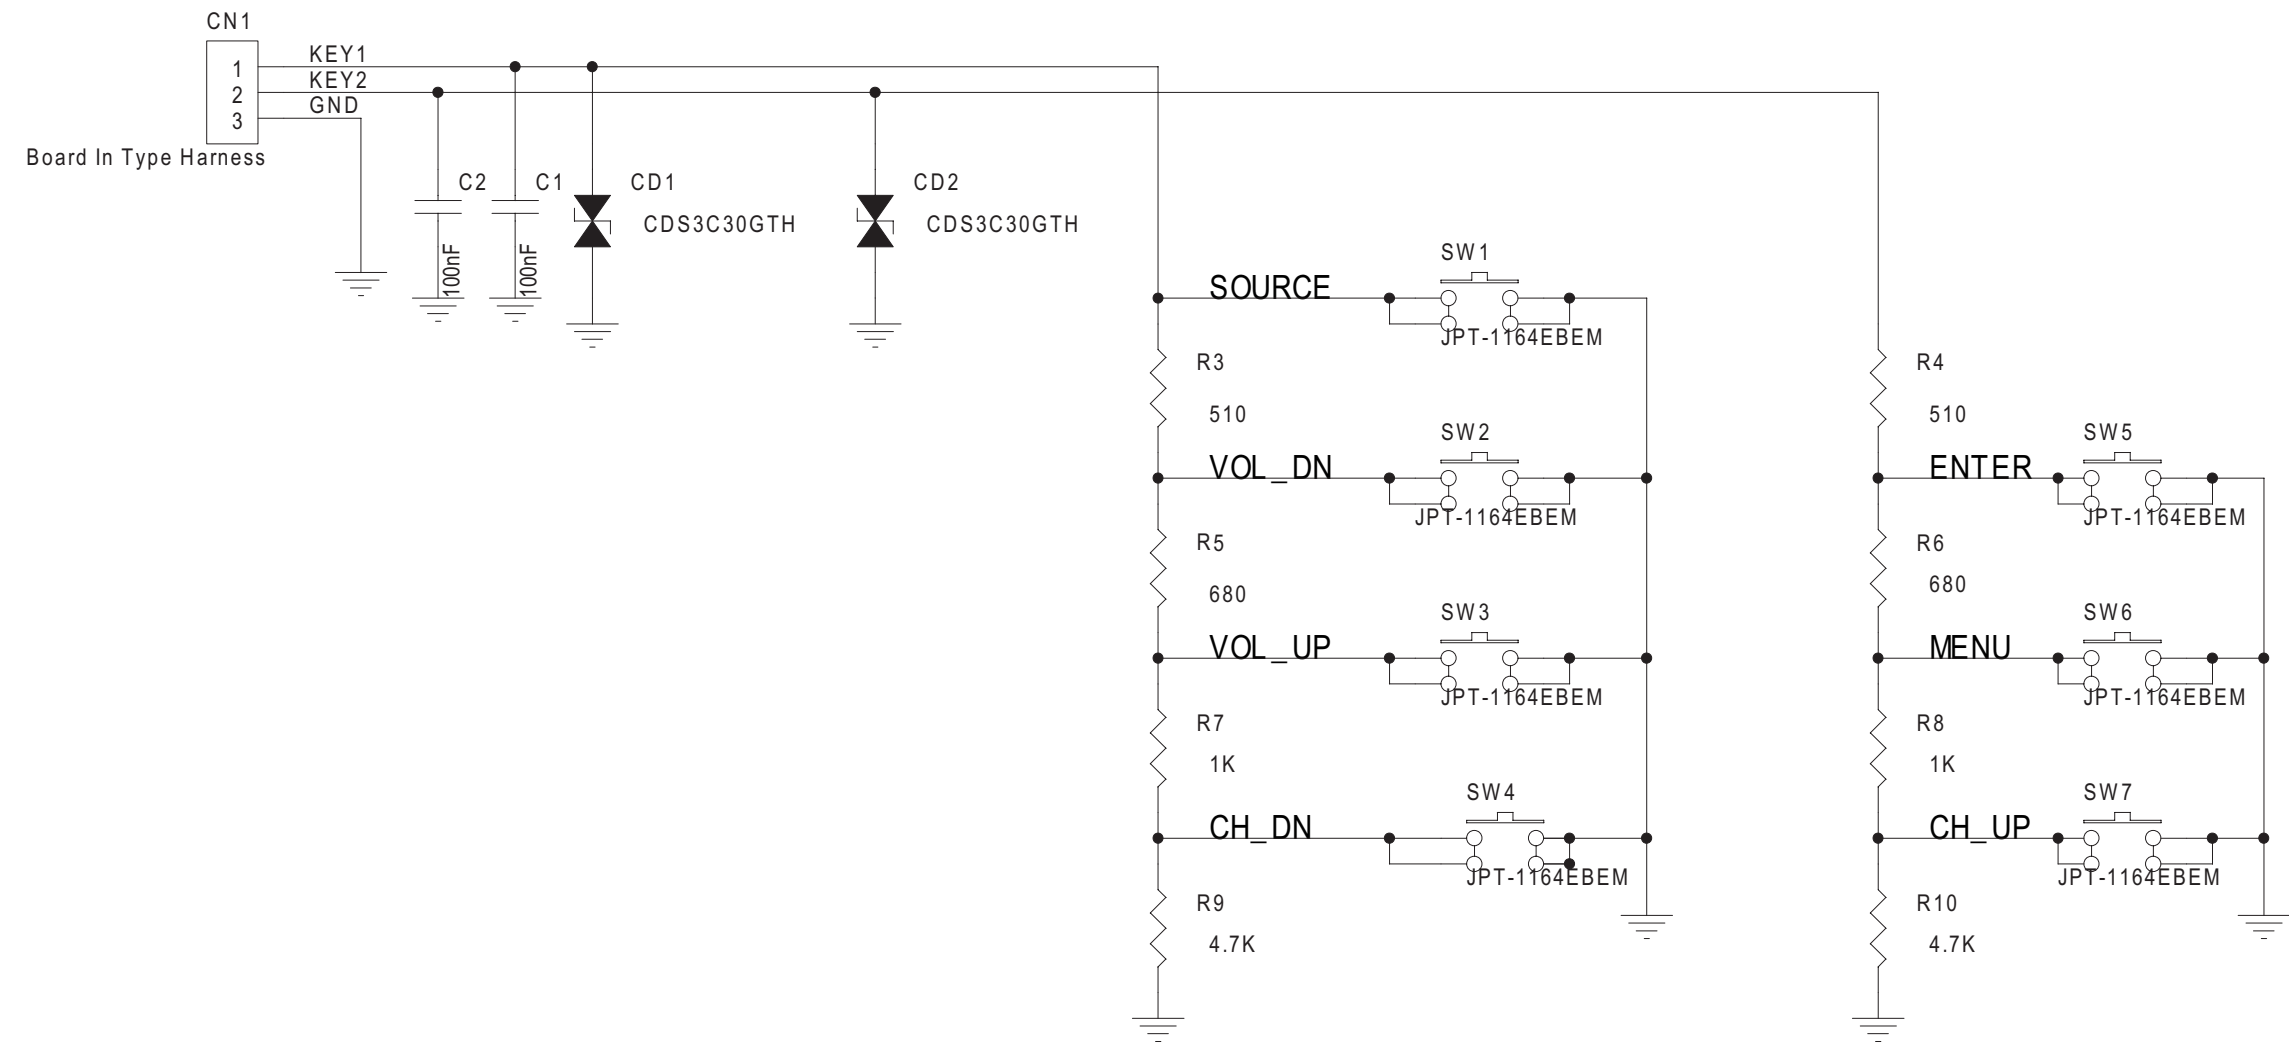 CN1
1 KEY1
2 KEY2
3 GND
Board In Type Harness
C2 C1 CD1 CD2
CDS3C30GTH CDS3C30GTH
100nF 100nF
SW1
SOURCE
JPT-1164EBEM
R3 R4
510 510
SW2 SW5
VOL_DN ENTER
JPT-1164EBEM JPT-1164EBEM
R5 R6
680 680
SW3 SW6
VOL_UP MENU
JPT-1164EBEM JPT-1164EBEM
R7 R8
1K 1K
SW4 SW7
CH_DN CH_UP
JPT-1164EBEM JPT-1164EBEM
R9 R10
4.7K 4.7K